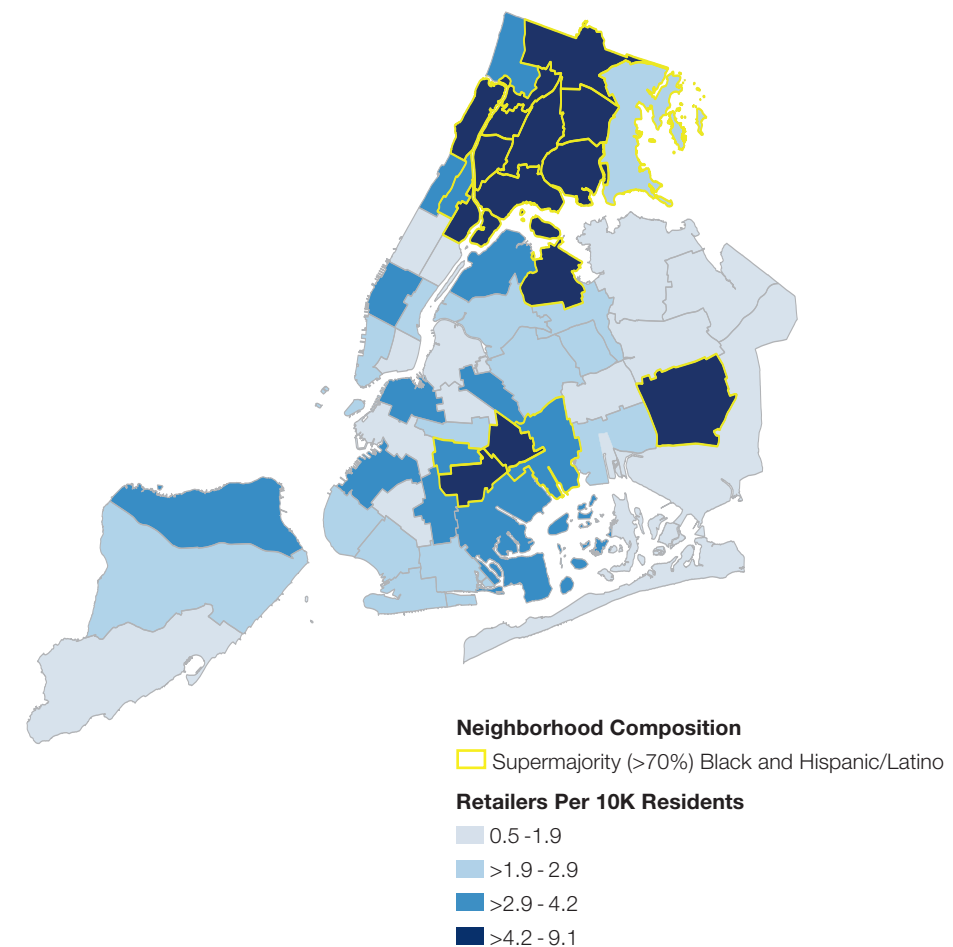 Neighborhood Composition
Supermajority (>70%) Black and Hispanic/Latino
Retailers Per 10K Residents
0.5 - 1.9
>1.9 - 2.9
>2.9 - 4.2
>4.2 - 9.1